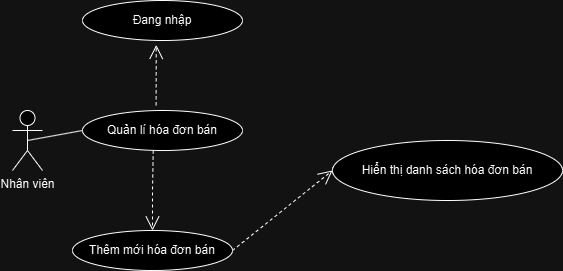 Đang nhập
Quản lí hóa đơn bán
Nhân viên
Hiển thị danh sách hóa đơn bán
Thêm mới hóa đơn bán